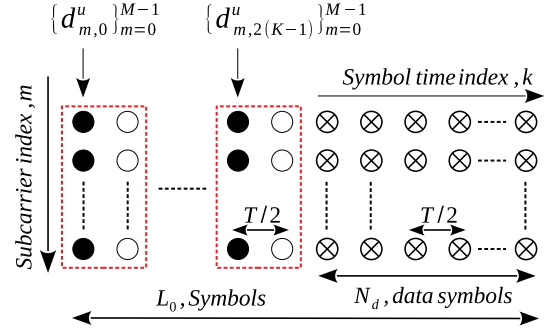 {d^u_{m,0}}^{M-1}_{m=0}
{d^u_{m,2(K-1)}}^{M-1}_{m=0}
Symbol time index , k
Subcarrier index , m
T/2
T/2
N_d , data symbols
L_0 , Symbols